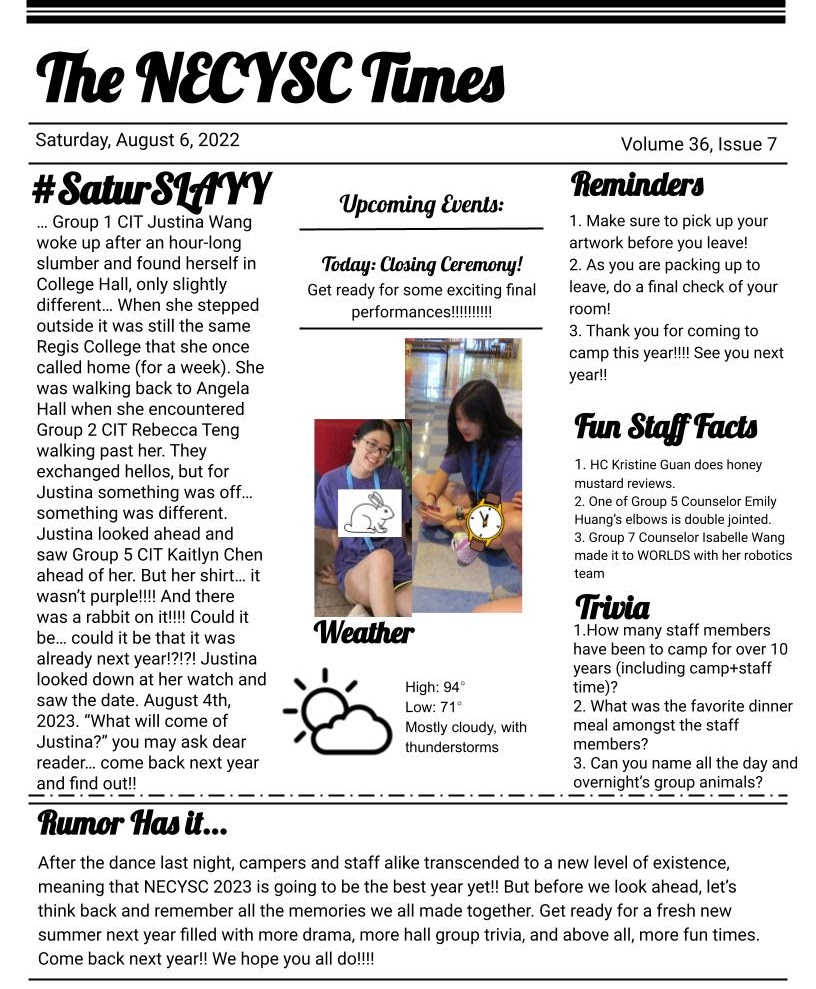 The NECYSC Times
Saturday, August 6, 2022
Volume 36, Issue 7
#SaturSLAYY
… Group 1 CIT Justina Wang
woke up after an hour-long
slumber and found herself in
College Hall, only slightly
different… When she stepped
outside it was still the same
Regis College that she once
called home (for a week). She
was walking back to Angela
Hall when she encountered
Group 2 CIT Rebecca Teng
walking past her. They
exchanged hellos, but for
Justina something was off…
something was different.
Justina looked ahead and
saw Group 5 CIT Kaitlyn Chen
ahead of her. But her shirt… it
wasn’t purple!!!! And there
was a rabbit on it!!!! Could it
be… could it be that it was
already next year!?!?! Justina
looked down at her watch and
saw the date. August 4th,
2023. “What will come of
Justina?” you may ask dear
reader… come back next year
and find out!!
Upcoming Events:
Today: Closing Ceremony!
Get ready for some exciting final
performances!!!!!!!!!!
Weather
High: 94°
Low: 71°
Mostly cloudy, with
thunderstorms
Reminders
1. Make sure to pick up your
artwork before you leave!
2. As you are packing up to
leave, do a final check of your
room!
3. Thank you for coming to
camp this year!!!! See you next
year!!
Fun Staff Facts
1. HC Kristine Guan does honey
mustard reviews.
2. One of Group 5 Counselor Emily
Huang’s elbows is double jointed.
3. Group 7 Counselor Isabelle Wang
made it to WORLDS with her robotics
team
Trivia
1.How many staff members
have been to camp for over 10
years (including camp+staff
time)?
2. What was the favorite dinner
meal amongst the staff
members?
3. Can you name all the day and
overnight’s group animals?
Rumor Has it...
After the dance last night, campers and staff alike transcended to a new level of existence,
meaning that NECYSC 2023 is going to be the best year yet!! But before we look ahead, let’s
think back and remember all the memories we all made together. Get ready for a fresh new
summer next year filled with more drama, more hall group trivia, and above all, more fun times.
Come back next year!! We hope you all do!!!!